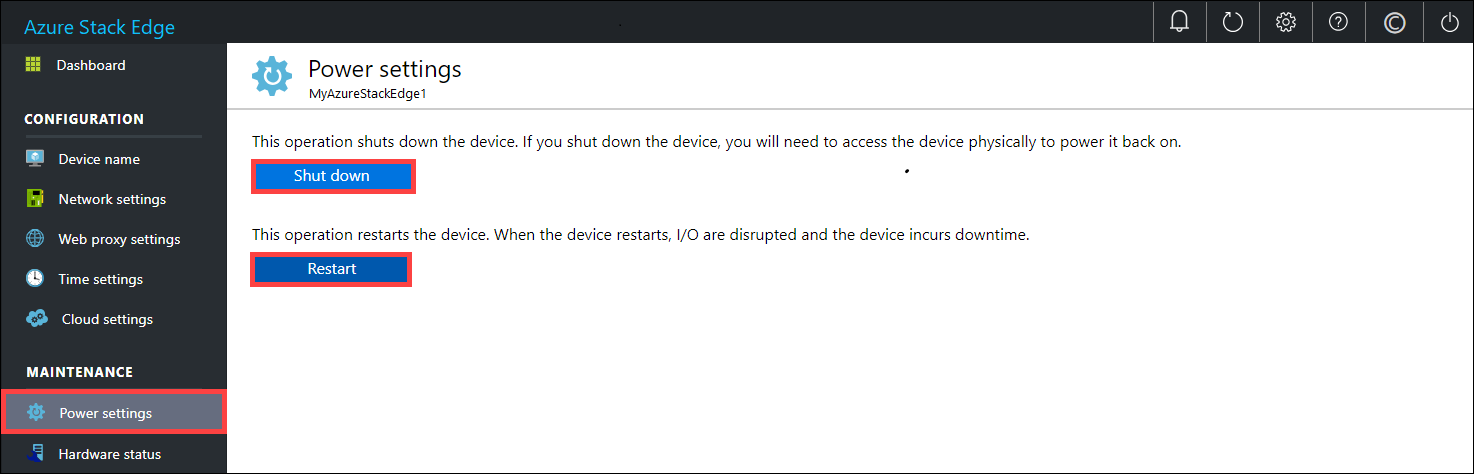 Azure Stack Edge
Dashboard
CONFIGURATION
Device name
Network settings
Web proxy settings
Time settings
Cloud settings
MAINTENANCE
Power settings
Hardware status
Power settings
MyAzureStackEdge1
This operation shuts down the device. If you shut down the device, you will need to access the device physically to power it back on.
Shut down
This operation restarts the device. When the device restarts, I/O are disrupted and the device incurs downtime.
Restart